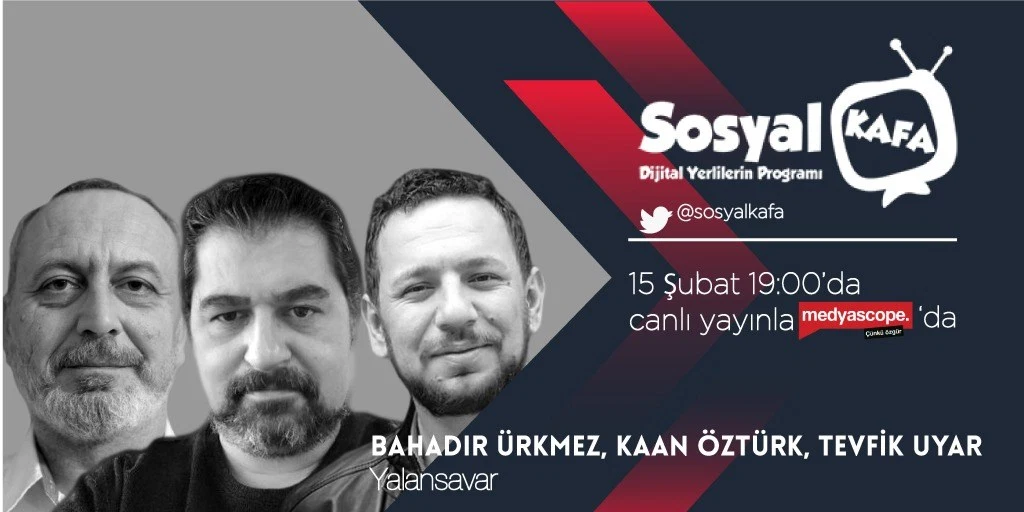 Sosyal KAFA
Dijital Yerlilerin Programı
@sosyalkafa
15 Şubat 19:00'da
canlı yayınla medyascope. 'da
Çünkü özgür
BAHADIR ÜRKMEZ, KAAN ÖZTÜRK, TEVFİK UYAR
Yalansavar